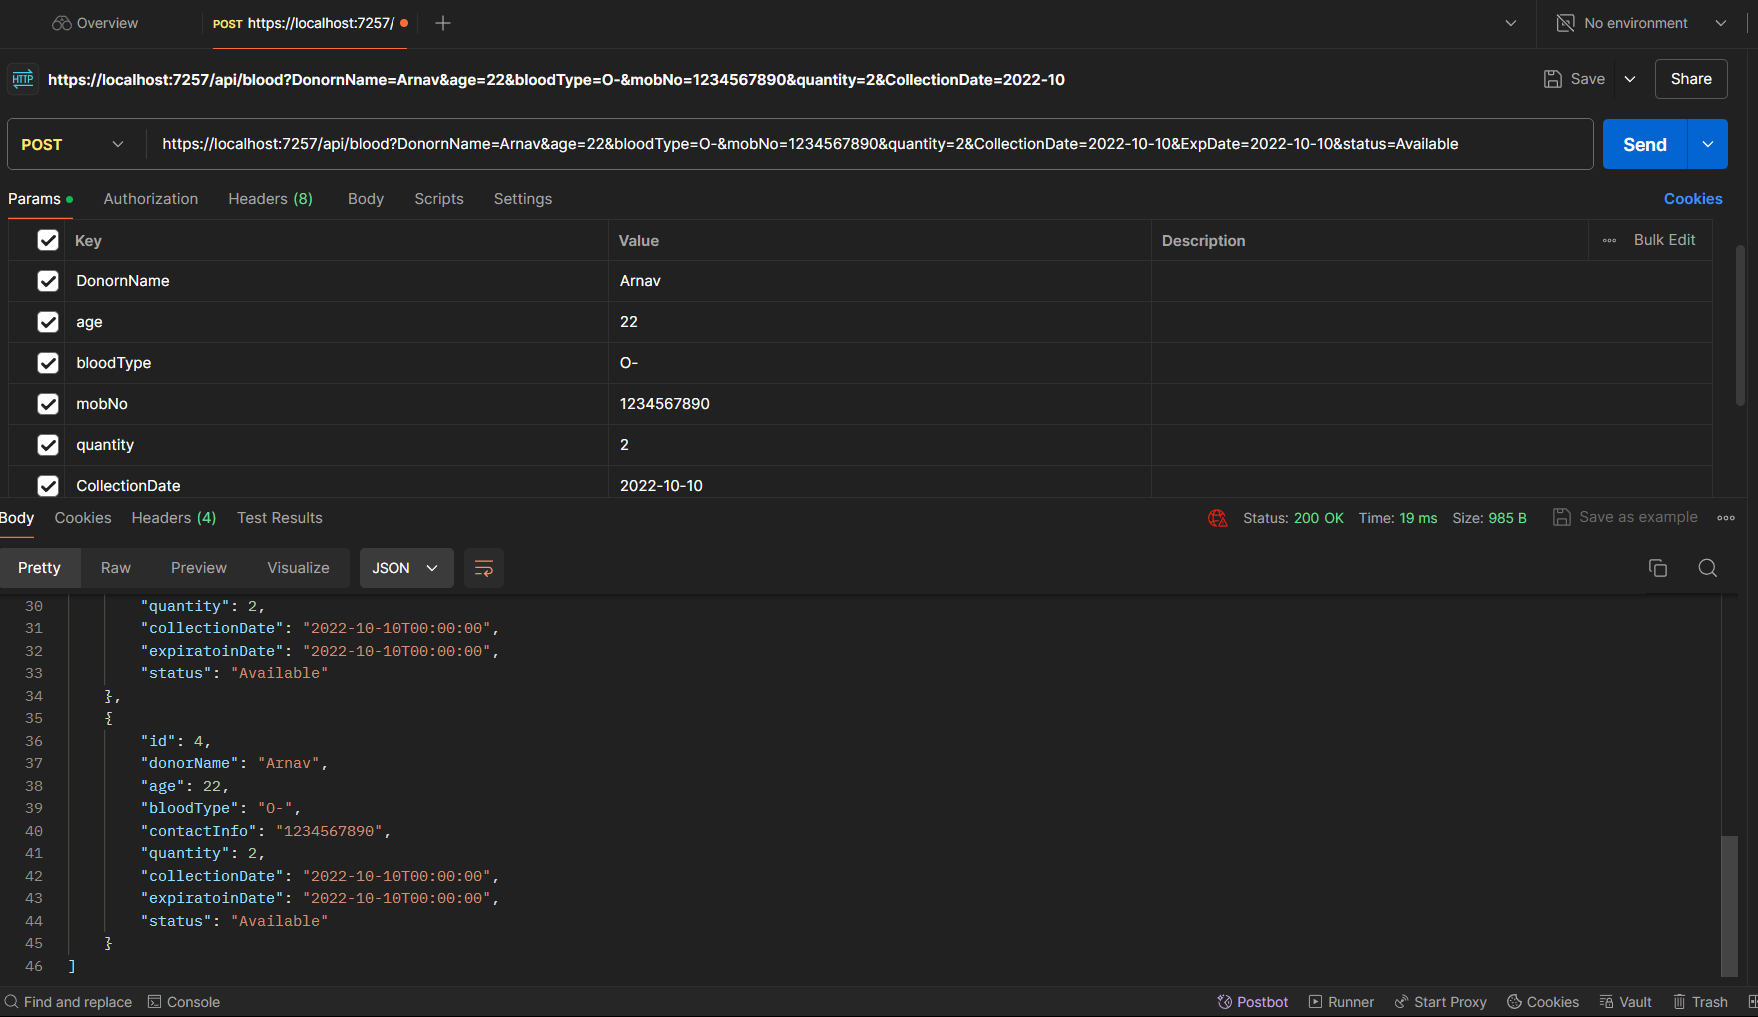 Overview
POST https://localhost:7257/
No environment
HTTP https://localhost:7257/api/blood?DonornName=Arnav&age=22&bloodType=O-&mobNo=1234567890&quantity=2&CollectionDate=2022-10
Save
Share
POST
https://localhost:7257/api/blood?DonornName=Arnav&age=22&bloodType=O-&mobNo=1234567890&quantity=2&CollectionDate=2022-10-10&ExpDate=2022-10-10&status=Available
Send
Params Authorization Headers (8) Body Scripts Settings Cookies
Key Value Description Bulk Edit
DonornName Arnav
age 22
bloodType O-
mobNo 1234567890
quantity 2
CollectionDate 2022-10-10
Body Cookies Headers (4) Test Results Status: 200 OK Time: 19 ms Size: 985 B Save as example
Pretty Raw Preview Visualize JSON
30 "quantity": 2,
31 "collectionDate": "2022-10-10T00:00:00",
32 "expiratoinDate": "2022-10-10T00:00:00",
33 "status": "Available"
34 },
35 {
36 "id": 4,
37 "donorName": "Arnav",
38 "age": 22,
39 "bloodType": "O-",
40 "contactInfo": "1234567890",
41 "quantity": 2,
42 "collectionDate": "2022-10-10T00:00:00",
43 "expiratoinDate": "2022-10-10T00:00:00",
44 "status": "Available"
45 }
46 ]
Find and replace Console Postbot Runner Start Proxy Cookies Vault Trash